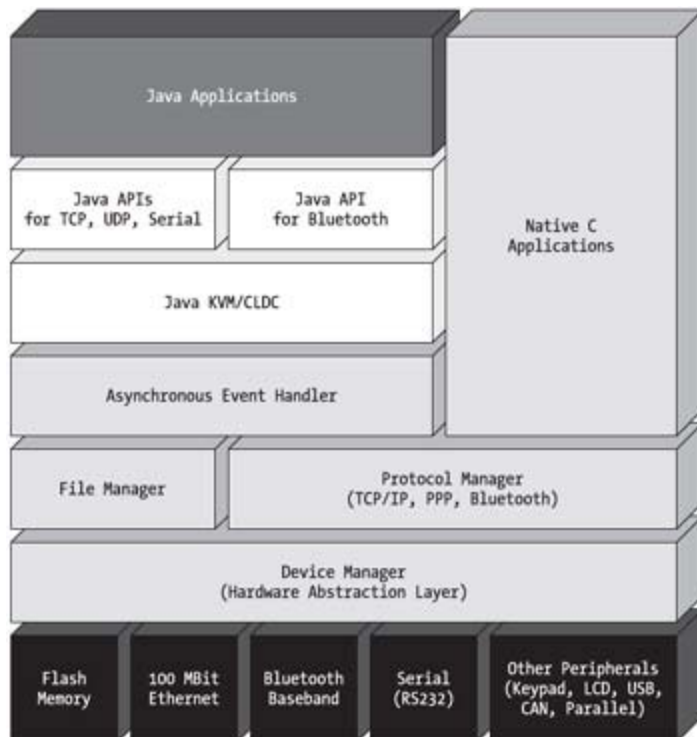 Java Applications
Java APIs
for TCP, UDP, Serial
Java API
for Bluetooth
Native C
Applications
Java KVM/CLDC
Asynchronous Event Handler
File Manager
Protocol Manager
(TCP/IP, PPP, Bluetooth)
Device Manager
(Hardware Abstraction Layer)
Flash
Memory
100 MBit
Ethernet
Bluetooth
Baseband
Serial
(RS232)
Other Peripherals
(Keypad, LCD, USB,
CAN, Parallel)